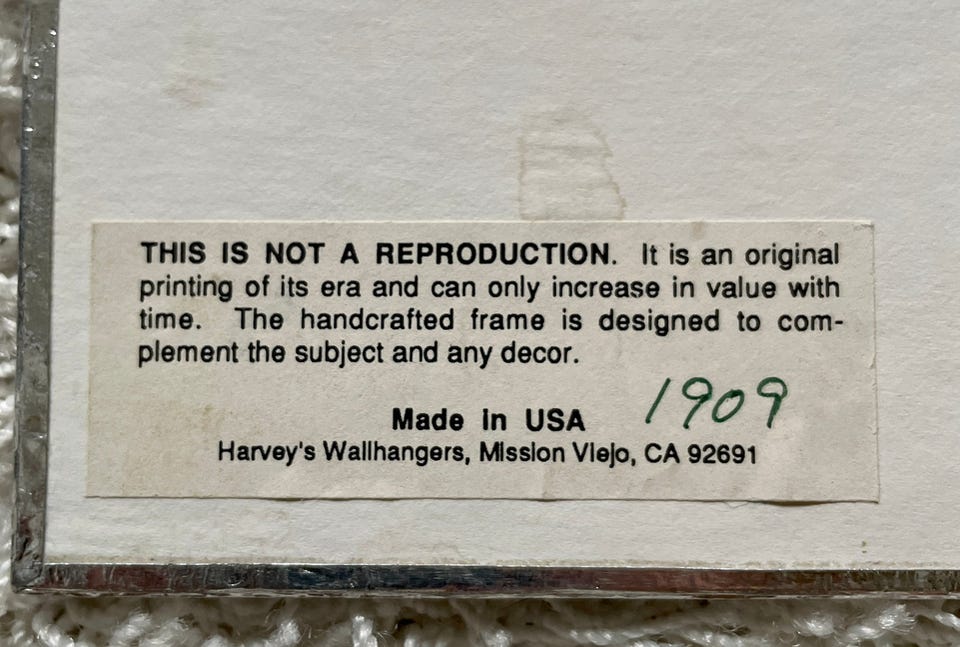 THIS IS NOT A REPRODUCTION. It is an original
printing of its era and can only increase in value with
time. The handcrafted frame is designed to com-
plement the subject and any decor.
1909
Made in USA
Harvey's Wallhangers, Mission Viejo, CA 92691